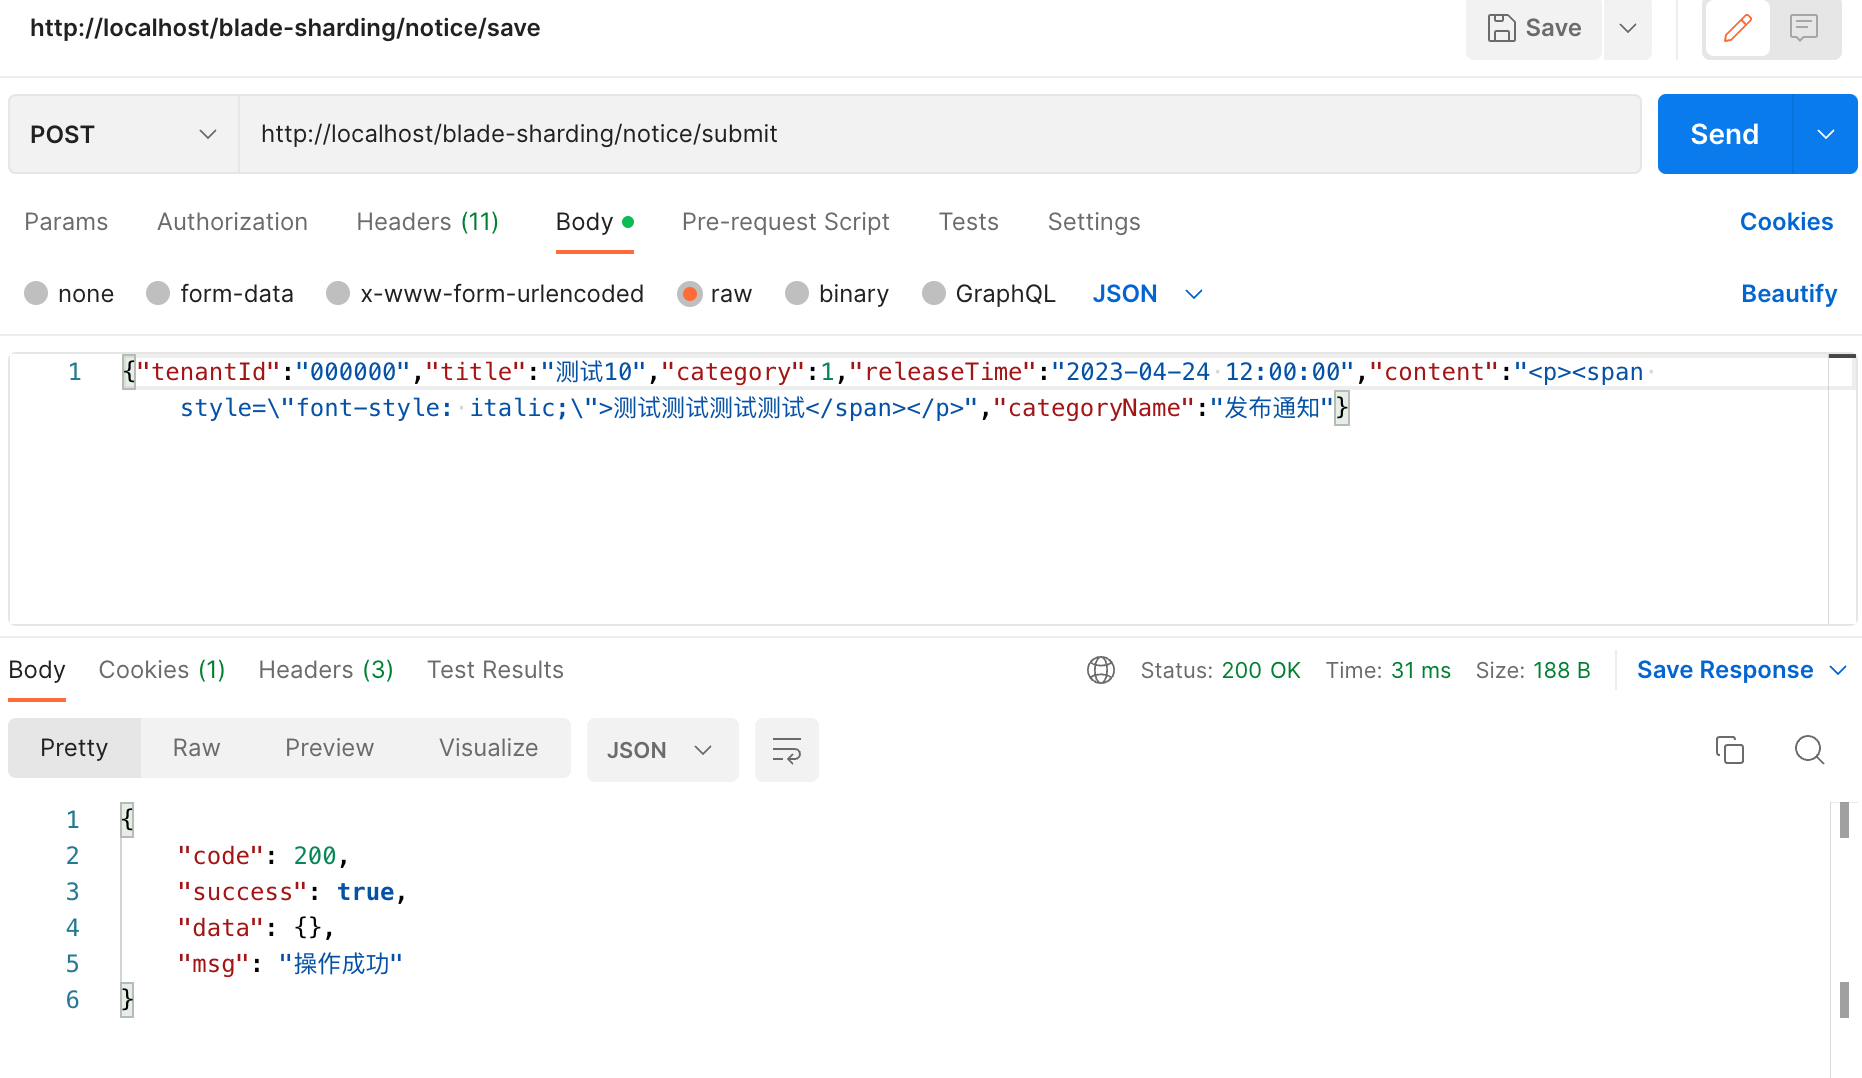 http://localhost/blade-sharding/notice/save
Save
POST
http://localhost/blade-sharding/notice/submit
Send
Params Authorization Headers (11) Body Pre-request Script Tests Settings Cookies
none form-data x-www-form-urlencoded raw binary GraphQL JSON Beautify
1 {"tenantId":"000000","title":"测试10","category":1,"releaseTime":"2023-04-24 12:00:00","content":"<p><span
style=\"font-style: italic;\">测试测试测试测试</span></p>","categoryName":"发布通知"}
Body Cookies (1) Headers (3) Test Results Status: 200 OK Time: 31 ms Size: 188 B Save Response
Pretty Raw Preview Visualize JSON
1 {
2 "code": 200,
3 "success": true,
4 "data": {},
5 "msg": "操作成功"
6 }